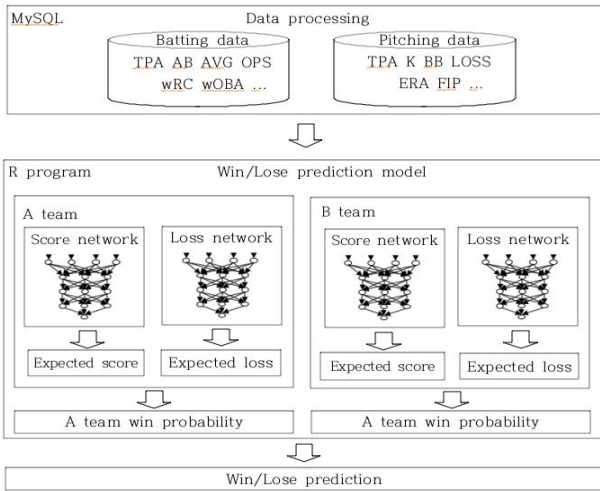 MySQL
Data processing
Batting data
TPA AB AVG OPS
wRC wOBA ...
Pitching data
TPA K BB LOSS
ERA FIP ...
R program
Win/Lose prediction model
A team
Score network
Loss network
Expected score
Expected loss
B team
Score network
Loss network
Expected score
Expected loss
A team win probability
A team win probability
Win/Lose prediction